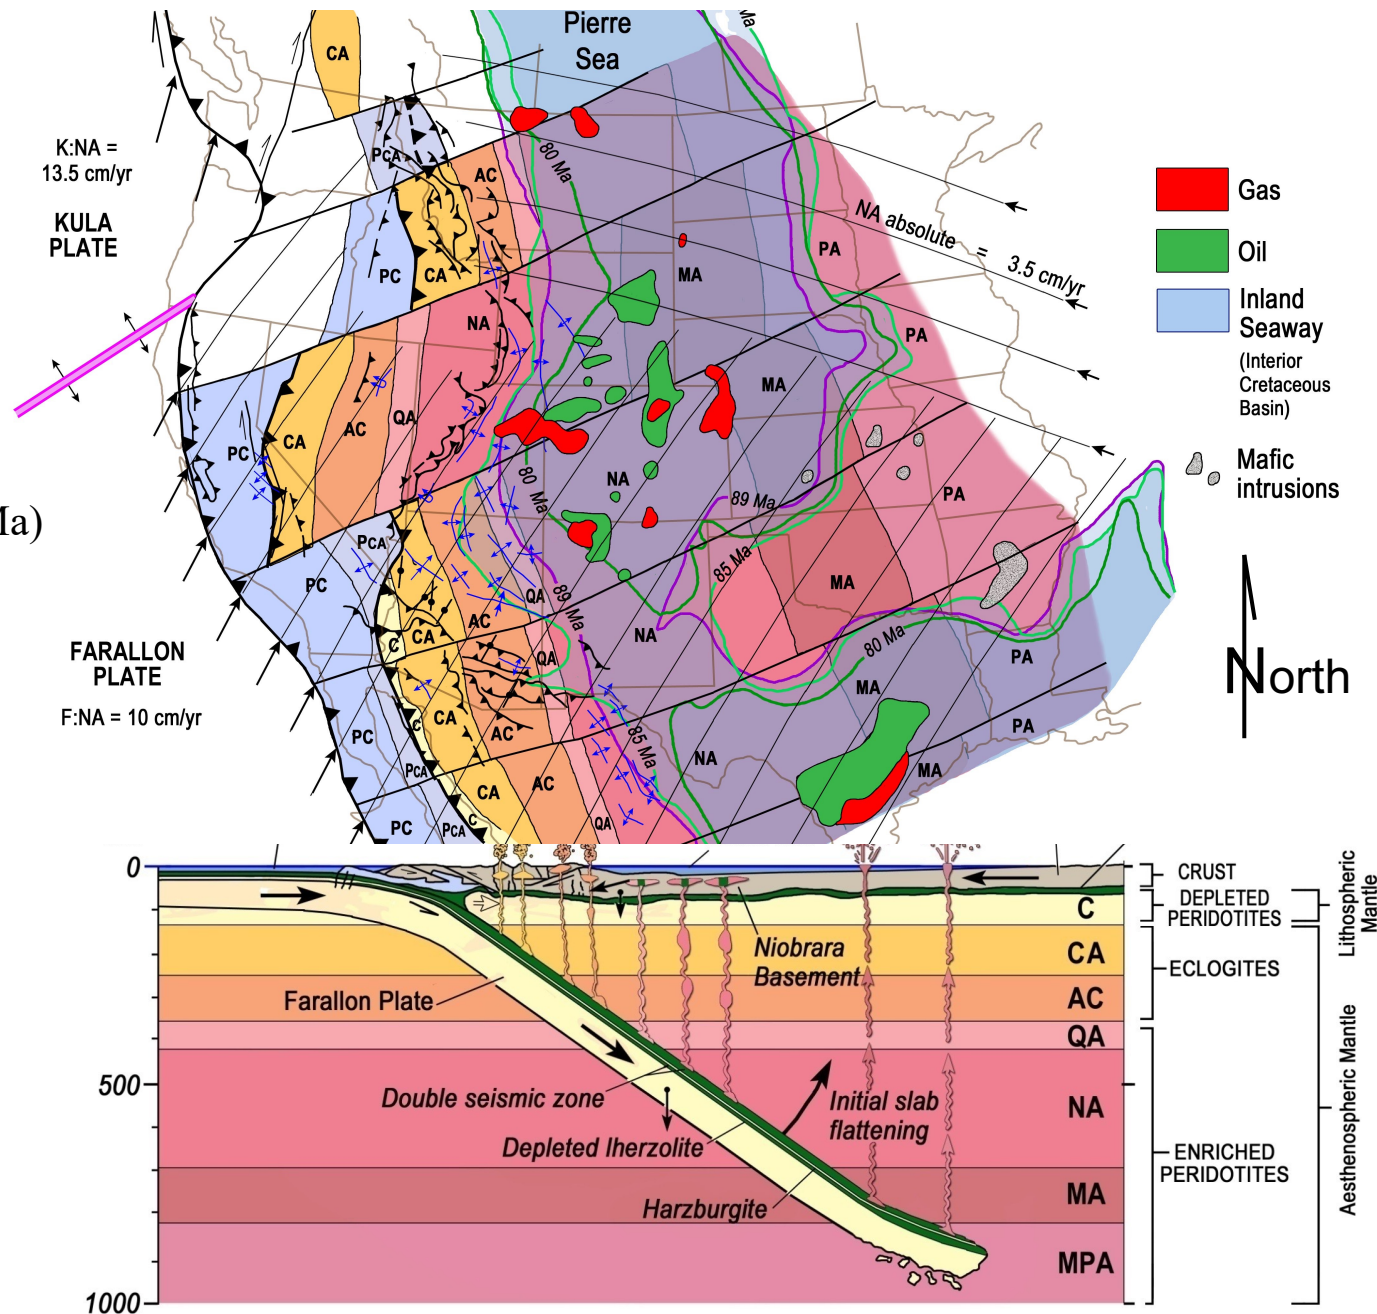 Pierre
Sea
Ma
CA
K:NA =
13.5 cm/yr
KULA
PLATE
PCA
AC
80 Ma
NA absolute = 3.5 cm/yr
PA
PC
CA
MA
NA
PA
MA
QA
AC
CA
PC
NA
80 Ma
89 Ma
PA
Ma)
PCA
PC
85 Ma
MA
QA
89 Ma
AC
CA
C
NA
80 Ma
QA
PA
FARALLON
PLATE
F:NA = 10 cm/yr
MA
PC
C
CA
AC
85 Ma
NA
PA
PCA
MA
CA
AC
PC
PCA
C
QA
Gas
Oil
Inland
Seaway
(Interior
Cretaceous
Basin)
Mafic
intrusions
North
0
500
1000
Farallon Plate
Double seismic zone
Depleted lherzolite
Harzburgite
Niobrara
Basement
Initial slab
flattening
C
CA
AC
QA
NA
MA
MPA
CRUST
DEPLETED
PERIDOTITES
ECLOGITES
ENRICHED
PERIDOTITES
Lithospheric
Mantle
Aesthenospheric Mantle